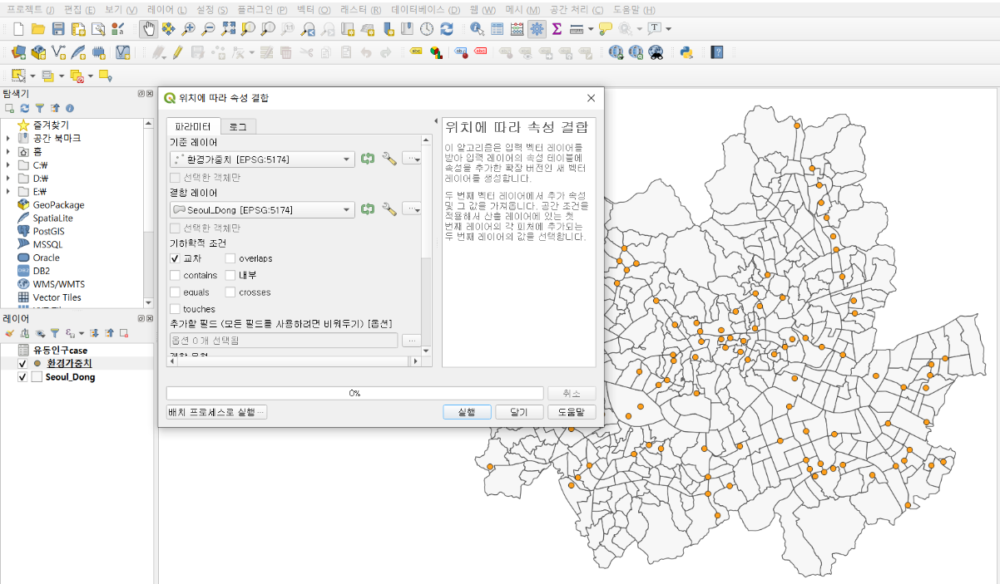 프로젝트 (J) 편집 (E) 보기 (V) 레이어 (L) 설정 (S) 플러그인 (P) 벡터 (O) 래스터 (R) 데이터베이스 (D) 웹 (W) 메시 (M) 공간 처리 (C) 도움말 (H)
탐색기
즐겨찾기
공간 북마크
홈
C:₩
D:₩
E:₩
GeoPackage
SpatiaLite
PostGIS
MSSQL
Oracle
DB2
WMS/WMTS
Vector Tiles
레이어
유동인구case
환경가중치
Seoul_Dong
위치에 따라 속성 결합
파라미터 로그
기준 레이어
환경가중치 [EPSG:5174]
선택한 객체만
결합 레이어
Seoul_Dong [EPSG:5174]
선택한 객체만
기하학적 조건
교차 overlaps
contains 내부
equals crosses
touches
추가할 필드 (모든 필드를 사용하려면 비워두기) [옵션]
옵션 0개 선택됨
위치에 따라 속성 결합
이 알고리즘은 입력 벡터 레이어를
받아 입력 레이어의 속성 테이블에
속성을 추가한 확장 버전인 새 벡터
레이어를 생성합니다.
두 번째 벡터 레이어에서 추가 속성
및 그 값을 가져옵니다. 공간 조건을
적용해서 산출 레이어에 있는 첫
번째 레이어의 각 피처에 추가되는
두 번째 레이어의 값을 선택합니다.
0% 취소
배치 프로세스로 실행… 실행 닫기 도움말